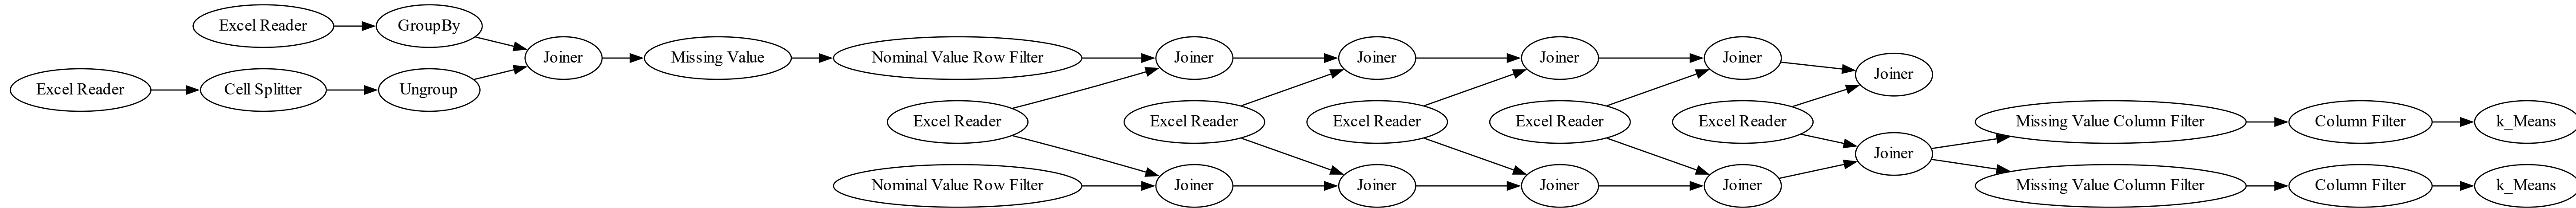 Excel Reader
GroupBy
Excel Reader
Cell Splitter
Ungroup
Joiner
Missing Value
Nominal Value Row Filter
Joiner
Joiner
Joiner
Joiner
Joiner
Excel Reader
Excel Reader
Excel Reader
Excel Reader
Excel Reader
Nominal Value Row Filter
Joiner
Joiner
Joiner
Joiner
Joiner
Missing Value Column Filter
Column Filter
k_Means
Missing Value Column Filter
Column Filter
k_Means